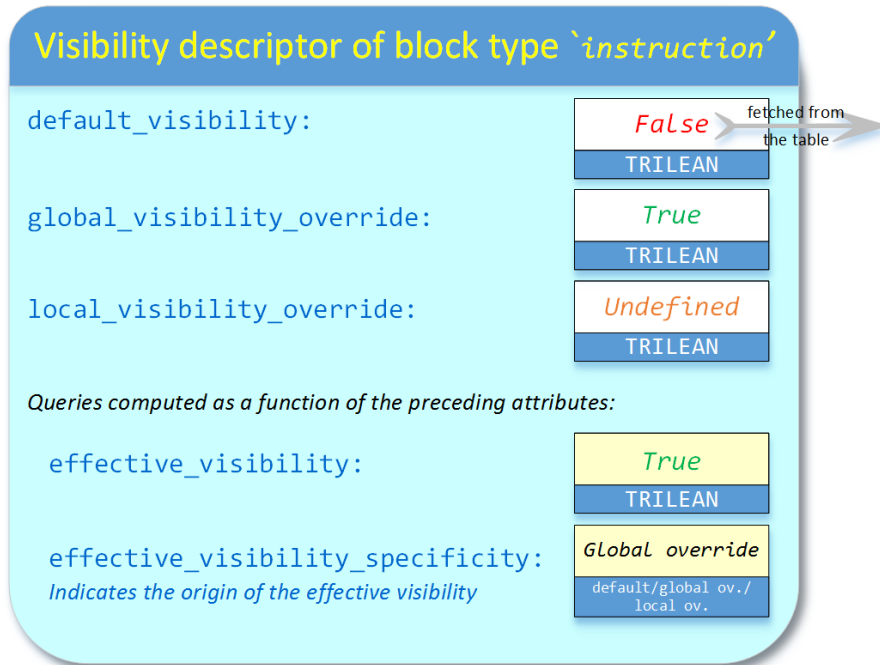 Visibility descriptor of block type `instruction’
default_visibility:
False
fetched from
the table
TRILEAN
global_visibility_override:
True
TRILEAN
local_visibility_override:
Undefined
TRILEAN
Queries computed as a function of the preceding attributes:
effective_visibility:
True
TRILEAN
effective_visibility_specificity:
Indicates the origin of the effective visibility
Global override
default/global ov./
local ov.